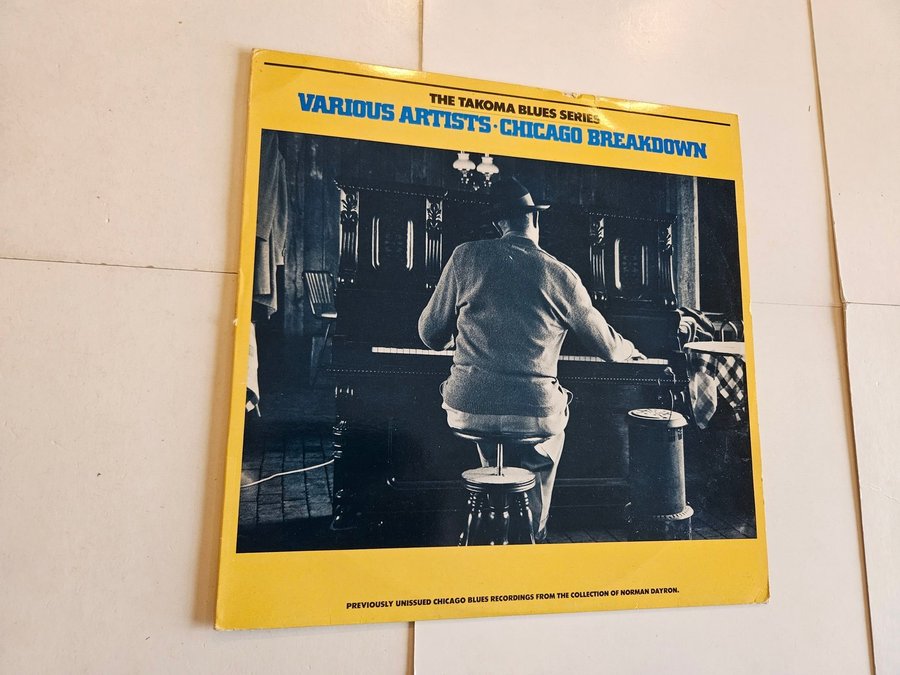 THE TAKOMA BLUES SERIES
VARIOUS ARTISTS·CHICAGO BREAKDOWN
PREVIOUSLY UNISSUED CHICAGO BLUES RECORDINGS FROM THE COLLECTION OF NORMAN DAYRON.